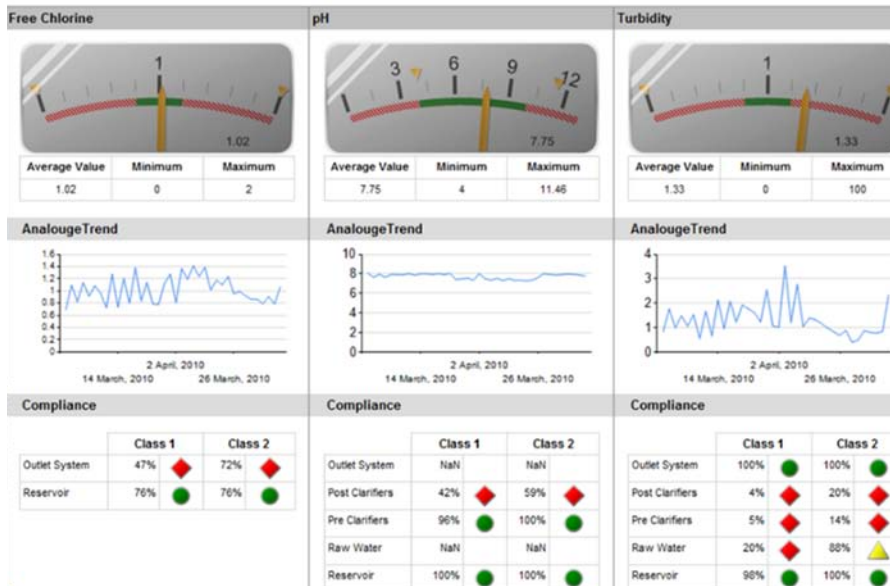 Free Chlorine
1
1.02
Average Value Minimum Maximum
1.02 0 2
AnalougeTrend
1.6
1.4
1.2
1
0.8
0.6
0.4
0.2
0
2 April, 2010
14 March, 2010 26 March, 2010
Compliance
Class 1 Class 2
Outlet System 47% 72%
Reservoir 76% 76%
pH
3 6 9 12
7.75
Average Value Minimum Maximum
7.75 4 11.46
AnalougeTrend
10
8
6
4
2
0
2 April, 2010
14 March, 2010 26 March, 2010
Compliance
Class 1 Class 2
Outlet System NaN NaN
Post Clarifiers 42% 59%
Pre Clarifiers 96% 100%
Raw Water NaN NaN
Reservoir 100% 100%
Turbidity
1
1.33
Average Value Minimum Maximum
1.33 0 100
AnalougeTrend
4
3
2
1
0
2 April, 2010
14 March, 2010 26 March, 2010
Compliance
Class 1 Class 2
Outlet System 100% 100%
Post Clarifiers 4% 20%
Pre Clarifiers 5% 14%
Raw Water 20% 88%
Reservoir 98% 100%